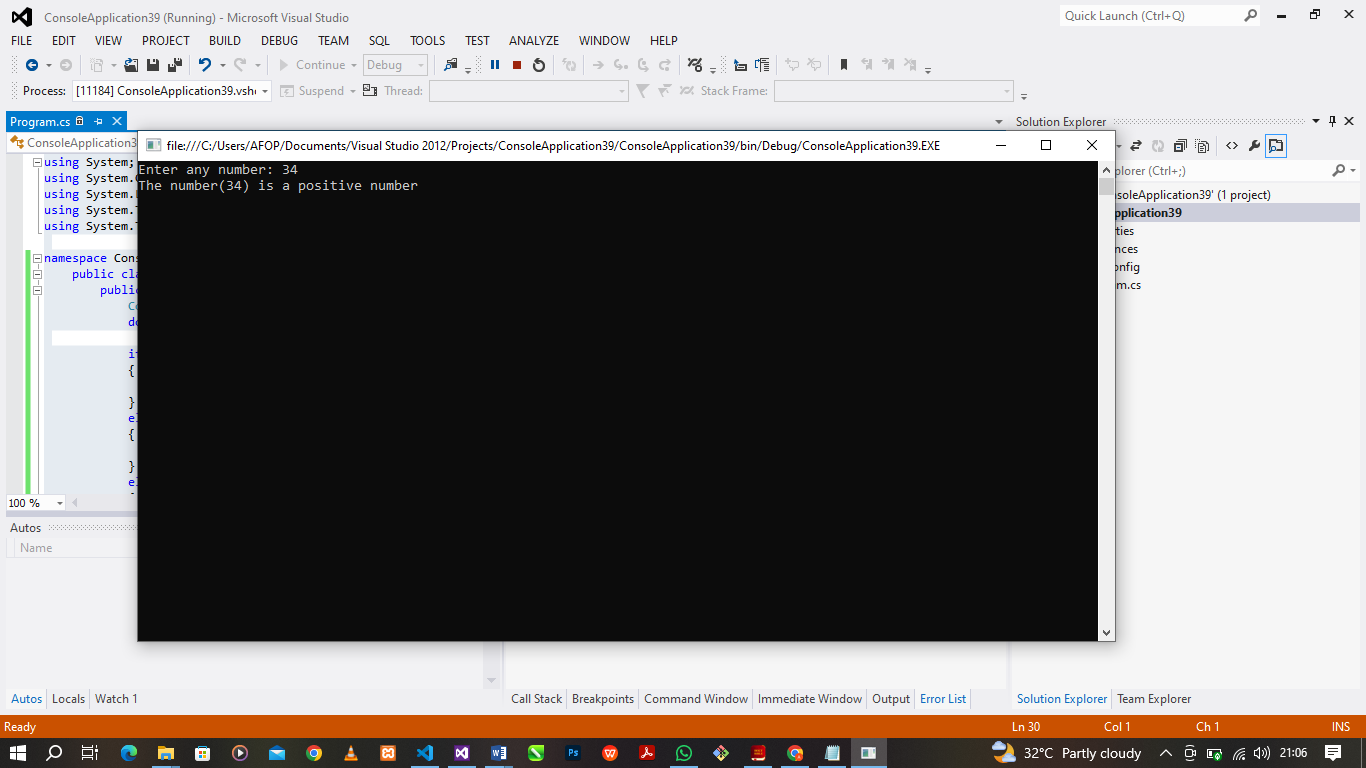 ConsoleApplication39 (Running) - Microsoft Visual Studio
Quick Launch (Ctrl+Q)
FILE EDIT VIEW PROJECT BUILD DEBUG TEAM SQL TOOLS TEST ANALYZE WINDOW HELP
Continue Debug
Process: [11184] ConsoleApplication39.vshc Suspend Thread: Stack Frame:
Program.cs
Solution Explorer
ConsoleApplication3
file:///C:/Users/AFOP/Documents/Visual Studio 2012/Projects/ConsoleApplication39/ConsoleApplication39/bin/Debug/ConsoleApplication39.EXE
Enter any number: 34
The number(34) is a positive number
using System;
using System.
using System.
using System.
using System.
namespace Cons
public cla
public
{
}
{
}
100 %
plorer (Ctrl+;)
nsoleApplication39' (1 project)
pplication39
ties
nces
onfig
m.cs
Autos
Name
Autos Locals Watch 1
Call Stack Breakpoints Command Window Immediate Window Output Error List
Solution Explorer Team Explorer
Ready Ln 30 Col 1 Ch 1 INS
32°C Partly cloudy 21:06